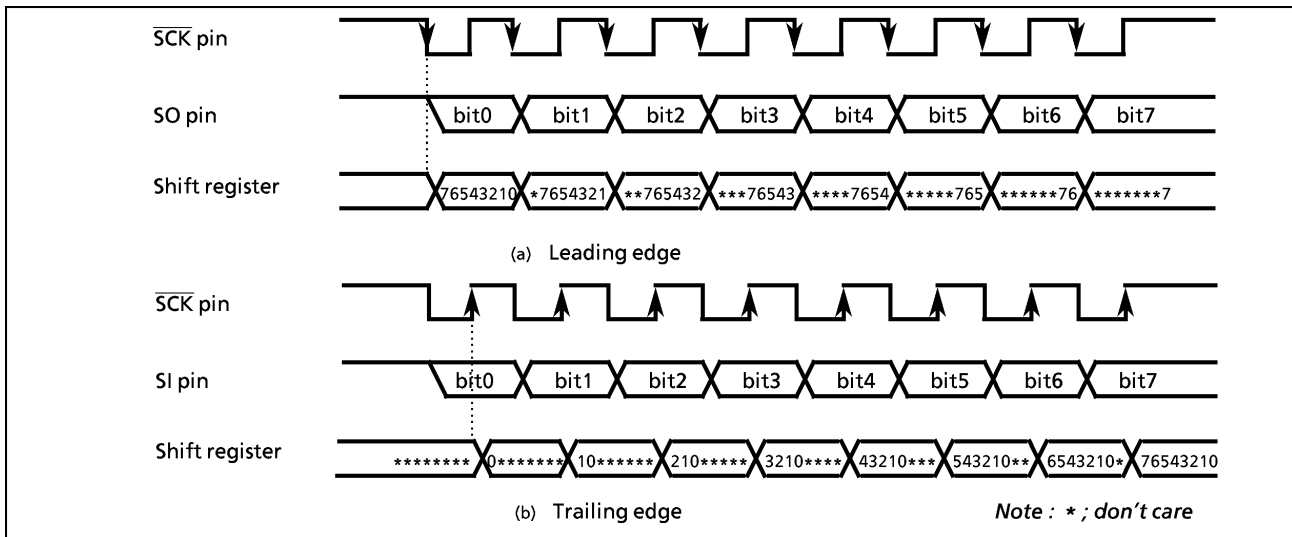 SCK pin
SO pin bit0 bit1 bit2 bit3 bit4 bit5 bit6 bit7
Shift register 76543210 *7654321 **765432 ***76543 ****7654 *****765 ******76 *******7
(a) Leading edge
SCK pin
SI pin bit0 bit1 bit2 bit3 bit4 bit5 bit6 bit7
Shift register ******** 0******* 10****** 210***** 3210**** 43210*** 543210** 6543210* 76543210
(b) Trailing edge Note : * ; don't care